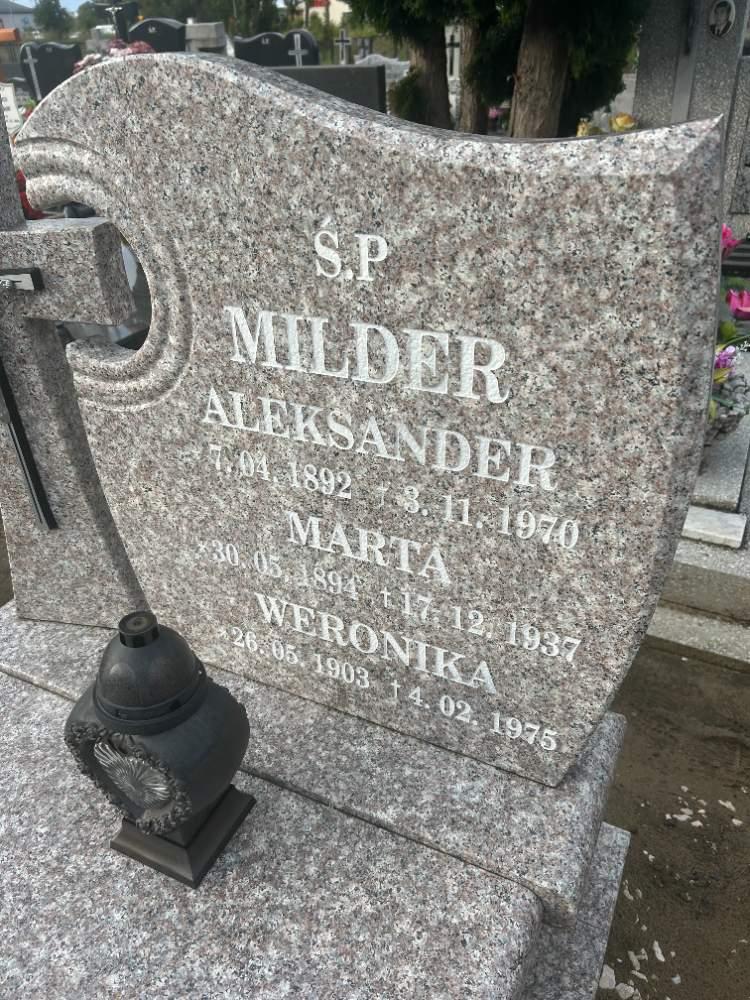 Ś.P
MILDER
ALEKSANDER
* 7. 04. 1892 † 3. 11. 1970
MARTA
*30. 05. 1894 †17. 12. 1937
WERONIKA
*26. 05. 1903 † 4. 02. 1975